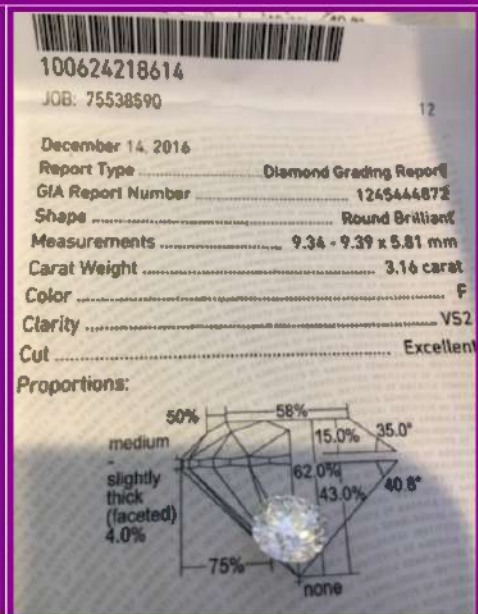 100624218614
JOB: 75538590
12
December 14, 2016
Report Type ........ Diamond Grading Report
GIA Report Number ........ 1245444872
Shape ........ Round Brilliant
Measurements ........ 9.34 - 9.39 x 5.81 mm
Carat Weight ........ 3.16 carat
Color ........ F
Clarity ........ VS2
Cut ........ Excellent
Proportions:
50% 58%
medium 15.0% 35.0°
-
slightly 62.0%
thick 43.0% 40.8°
(faceted)
4.0%
75%
none